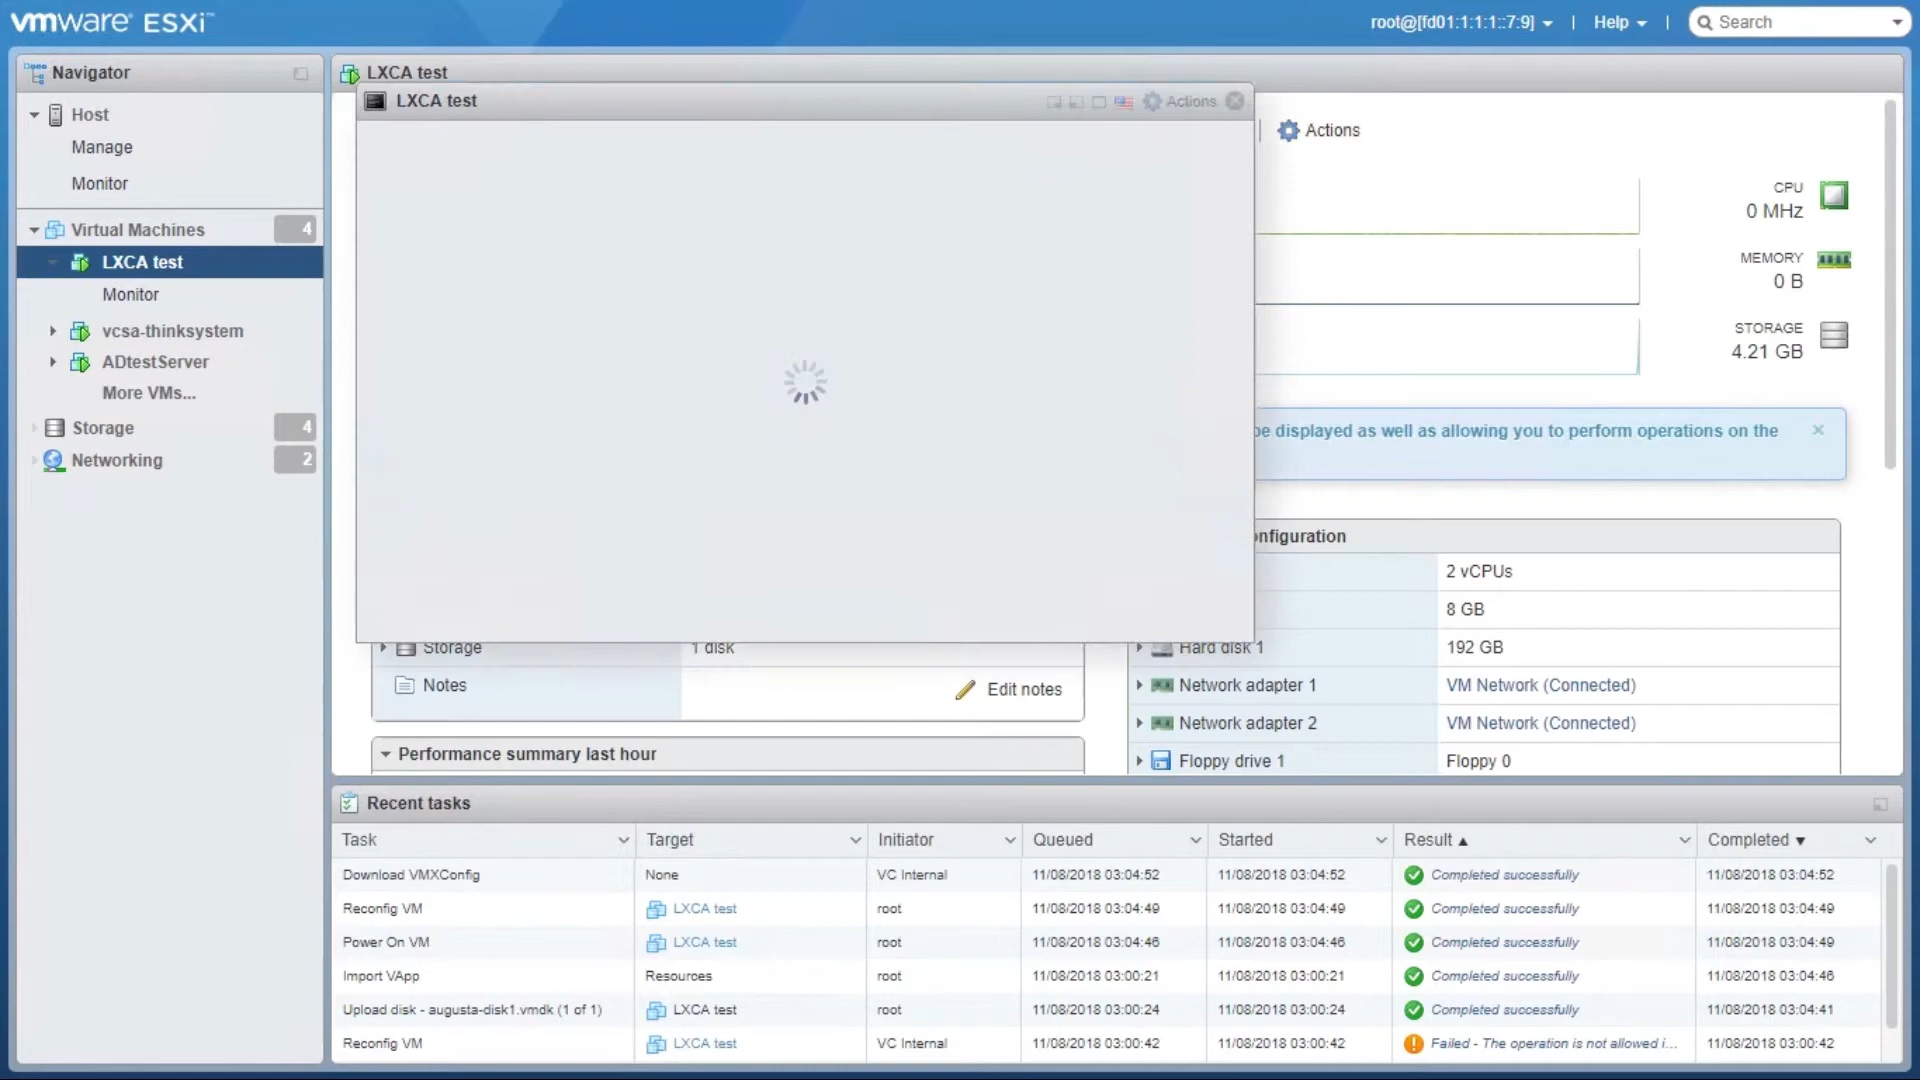 vmware ESXi™
root@[fd01:1:1:1::7:9]
Help
Search
Navigator
Host
Manage
Monitor
Virtual Machines 4
LXCA test
Monitor
vcsa-thinksystem
ADtestServer
More VMs...
Storage 4
Networking 2
LXCA test
LXCA test
Actions
Actions
CPU
0 MHz
MEMORY
0 B
STORAGE
4.21 GB
be displayed as well as allowing you to perform operations on the
nfiguration
2 vCPUs
8 GB
Storage 1 disk
Notes Edit notes
Hard disk 1 192 GB
Network adapter 1 VM Network (Connected)
Network adapter 2 VM Network (Connected)
Floppy drive 1 Floppy 0
Performance summary last hour
Recent tasks
Task Target Initiator Queued Started Result ▲ Completed ▼
Download VMXConfig None VC Internal 11/08/2018 03:04:52 11/08/2018 03:04:52 Completed successfully 11/08/2018 03:04:52
Reconfig VM LXCA test root 11/08/2018 03:04:49 11/08/2018 03:04:49 Completed successfully 11/08/2018 03:04:49
Power On VM LXCA test root 11/08/2018 03:04:46 11/08/2018 03:04:46 Completed successfully 11/08/2018 03:04:49
Import VApp Resources root 11/08/2018 03:00:21 11/08/2018 03:00:21 Completed successfully 11/08/2018 03:04:46
Upload disk - augusta-disk1.vmdk (1 of 1) LXCA test root 11/08/2018 03:00:24 11/08/2018 03:00:24 Completed successfully 11/08/2018 03:04:41
Reconfig VM LXCA test VC Internal 11/08/2018 03:00:42 11/08/2018 03:00:42 Failed - The operation is not allowed i... 11/08/2018 03:00:42